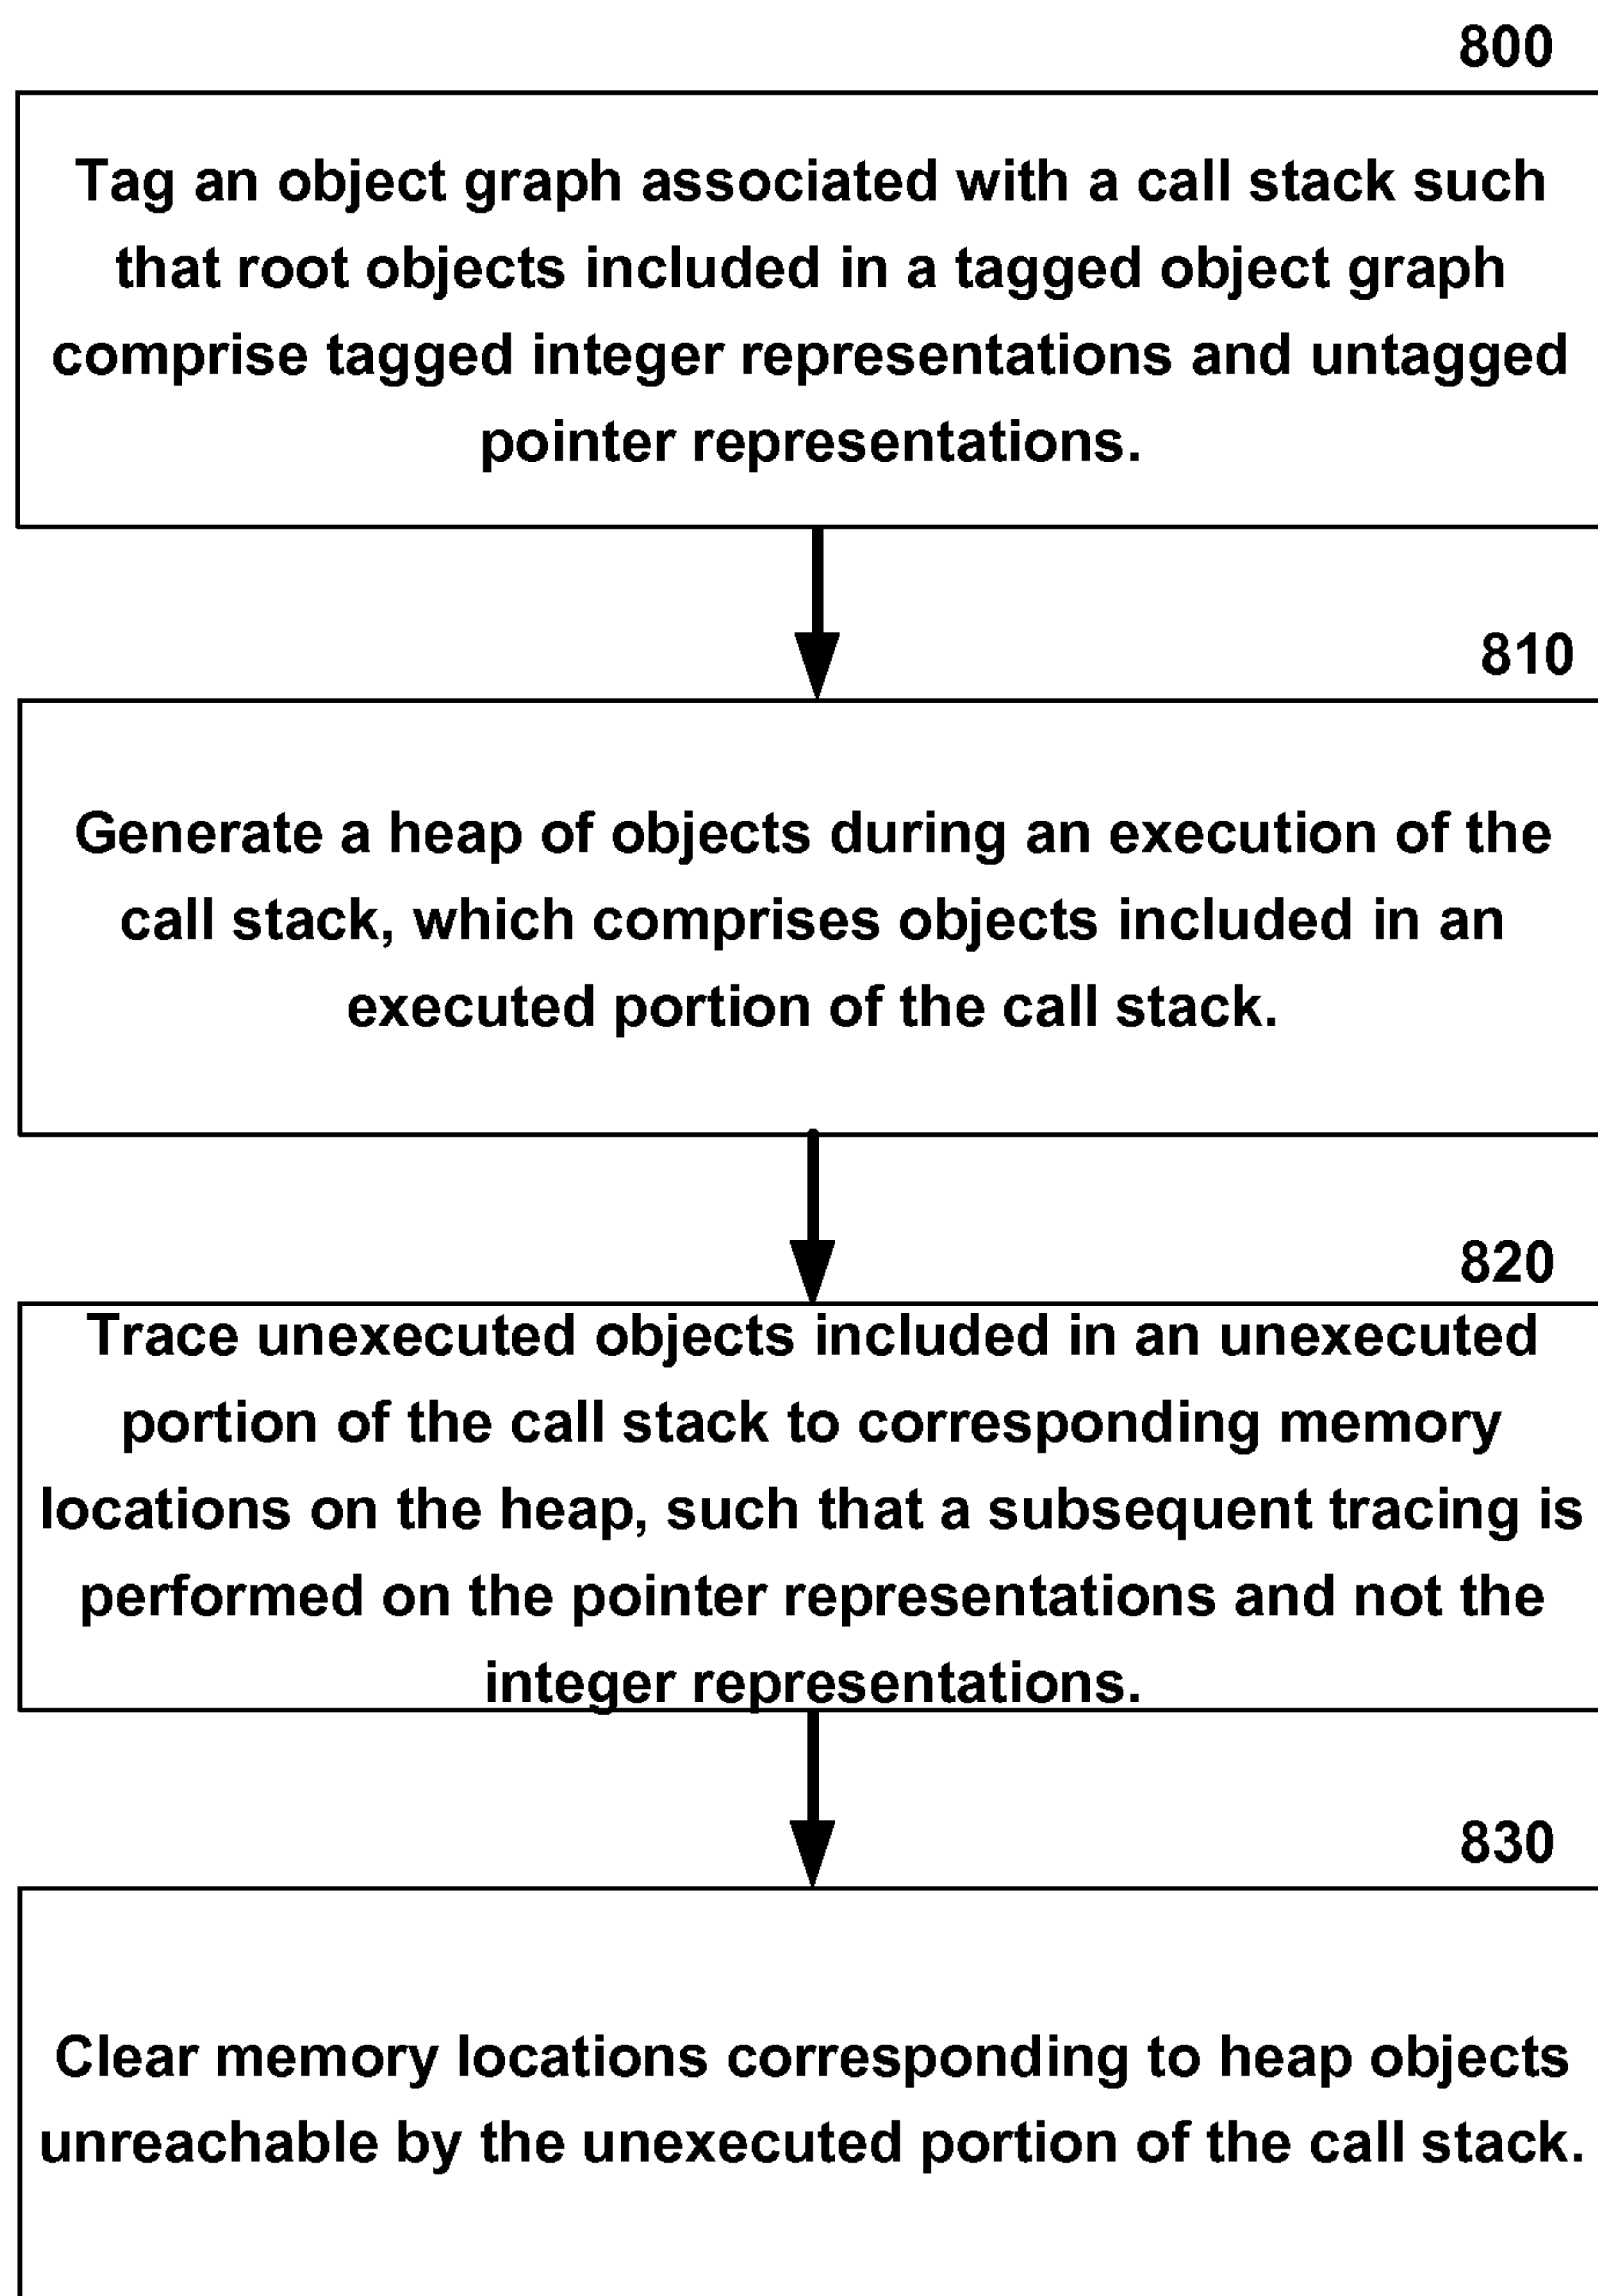 800
Tag an object graph associated with a call stack such
that root objects included in a tagged object graph
comprise tagged integer representations and untagged
pointer representations.
810
Generate a heap of objects during an execution of the
call stack, which comprises objects included in an
executed portion of the call stack.
820
Trace unexecuted objects included in an unexecuted
portion of the call stack to corresponding memory
locations on the heap, such that a subsequent tracing is
performed on the pointer representations and not the
integer representations.
830
Clear memory locations corresponding to heap objects
unreachable by the unexecuted portion of the call stack.